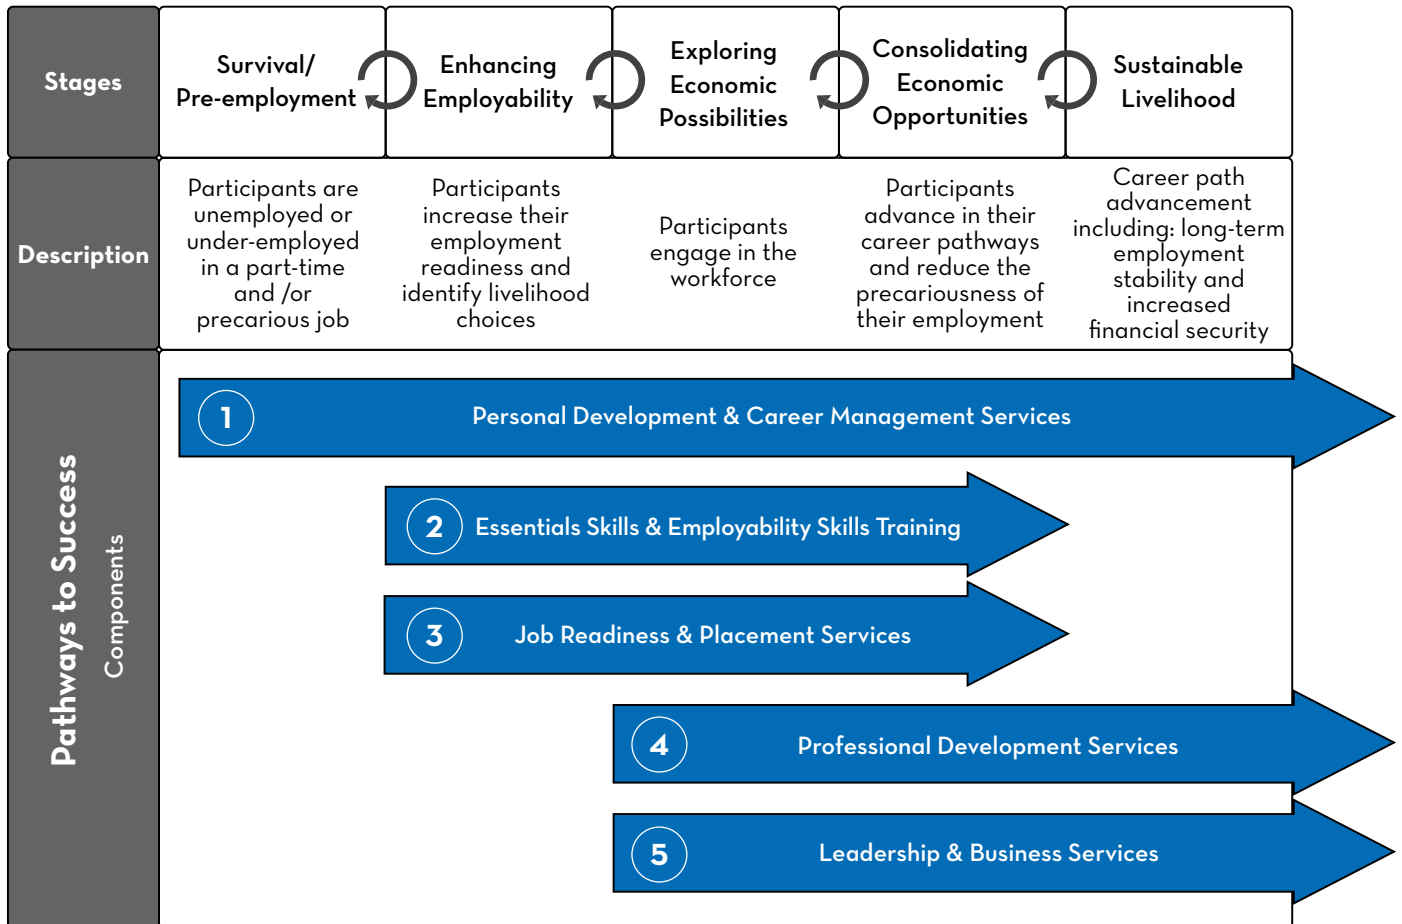 Stages
Survival/
Pre-employment
Enhancing
Employability
Exploring
Economic
Possibilities
Consolidating
Economic
Opportunities
Sustainable
Livelihood
Description
Participants are
unemployed or
under-employed
in a part-time
and /or
precarious job
Participants
increase their
employment
readiness and
identify livelihood
choices
Participants
engage in the
workforce
Participants
advance in their
career pathways
and reduce the
precariousness of
their employment
Career path
advancement
including: long-term
employment
stability and
increased
financial security
Pathways to Success
Components
1 Personal Development & Career Management Services
2 Essentials Skills & Employability Skills Training
3 Job Readiness & Placement Services
4 Professional Development Services
5 Leadership & Business Services